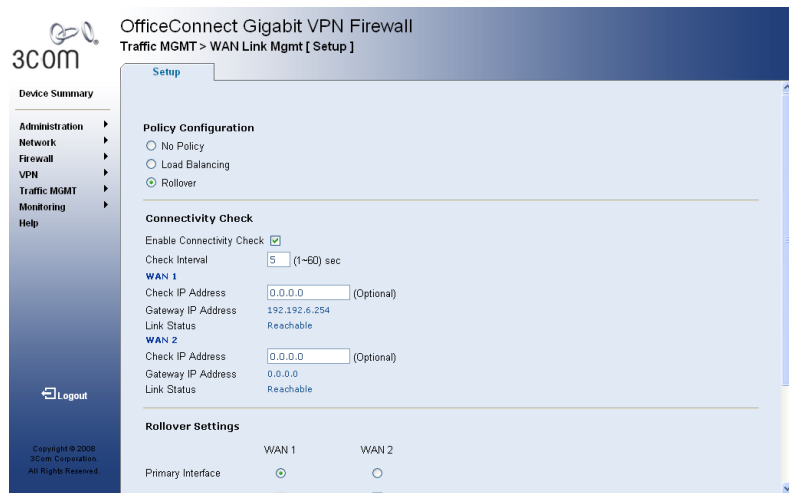 3COM
OfficeConnect Gigabit VPN Firewall
Traffic MGMT > WAN Link Mgmt [ Setup ]
Setup
Device Summary
Administration
Network
Firewall
VPN
Traffic MGMT
Monitoring
Help
Logout
Copyright © 2008
3Com Corporation.
All Rights Reserved.
Policy Configuration
No Policy
Load Balancing
Rollover
Connectivity Check
Enable Connectivity Check
Check Interval 5 (1~60) sec
WAN 1
Check IP Address 0.0.0.0 (Optional)
Gateway IP Address 192.192.6.254
Link Status Reachable
WAN 2
Check IP Address 0.0.0.0 (Optional)
Gateway IP Address 0.0.0.0
Link Status Reachable
Rollover Settings
WAN 1 WAN 2
Primary Interface